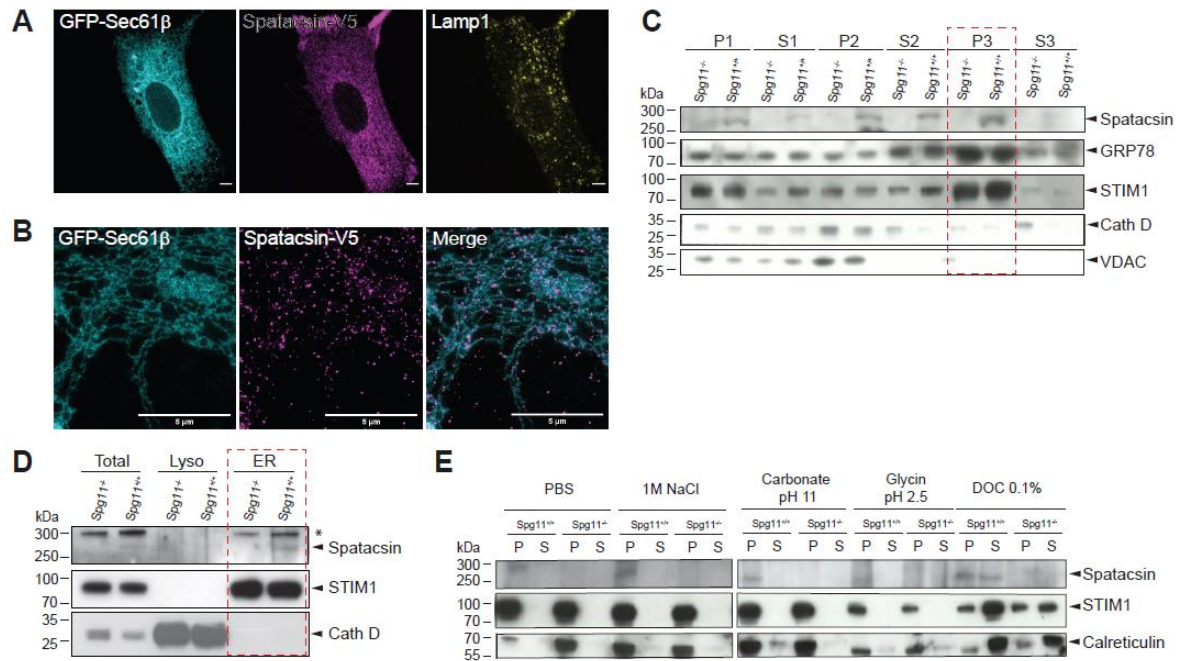 A
GFP-Sec61β
Spatacsin-V5
Lamp1
B
GFP-Sec61β
Spatacsin-V5
Merge
5 µm
5 µm
5 µm
C
P1 S1 P2 S2 P3 S3
Spg11-/- Spg11+/+ Spg11-/- Spg11+/+ Spg11-/- Spg11+/+ Spg11-/- Spg11+/+ Spg11-/- Spg11+/+ Spg11-/- Spg11+/+
kDa
300
250
Spatacsin
100
70
GRP78
100
70
STIM1
35
25
Cath D
35
25
VDAC
D
Total Lyso ER
Spg11-/- Spg11+/+ Spg11-/- Spg11+/+ Spg11-/- Spg11+/+
kDa
300
250
*
Spatacsin
100
70
STIM1
35
25
Cath D
E
PBS 1M NaCl
Carbonate pH 11
Glycin pH 2.5
DOC 0.1%
Spg11+/+ Spg11-/- Spg11+/+ Spg11-/- Spg11+/+ Spg11-/- Spg11+/+ Spg11-/- Spg11+/+ Spg11-/-
kDa
P S P S P S P S P S P S P S P S P S P S
300
250
Spatacsin
100
70
STIM1
70
55
Calreticulin